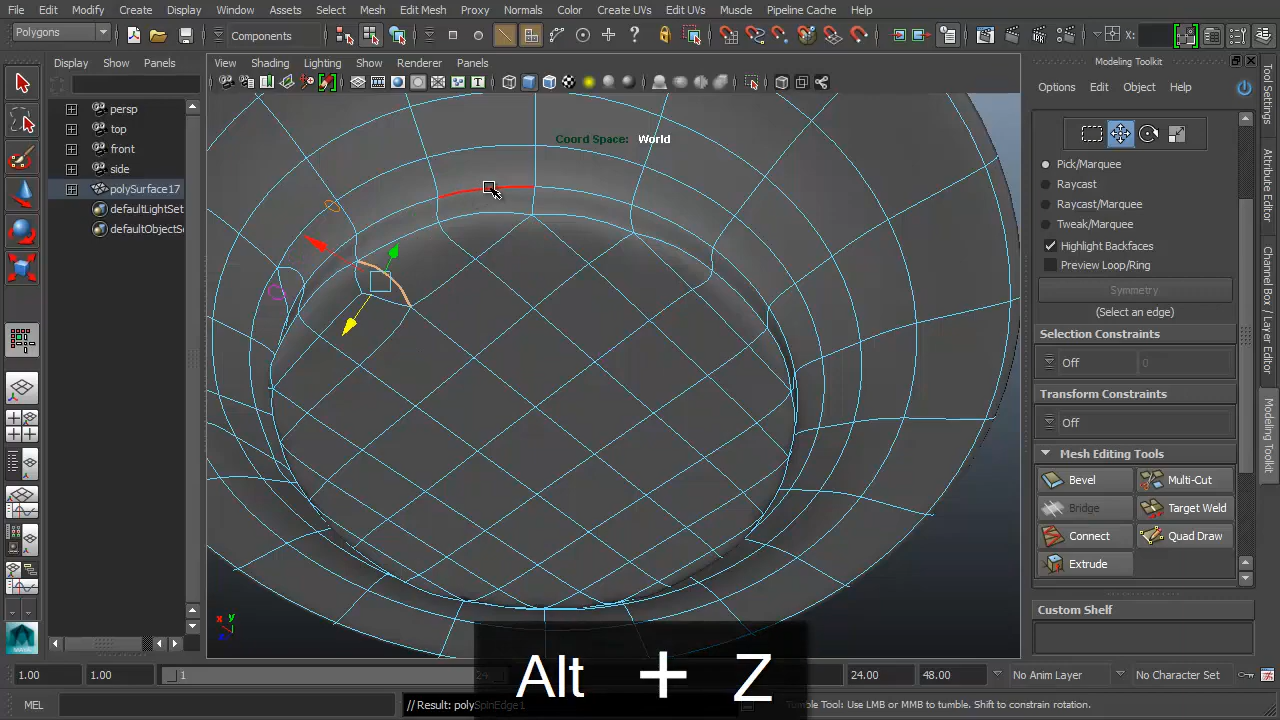 File Edit Modify Create Display Window Assets Select Mesh Edit Mesh Proxy Normals Color Create UVs Edit UVs Muscle Pipeline Cache Help
Polygons Components X:
Display Show Panels View Shading Lighting Show Renderer Panels Modeling Toolkit
Mesh Edit Object Help
persp
top
front
side
polySurface17
defaultLightSet
defaultObjectSe
Coord Space: World
Pick/Marquee
Raycast
Raycast/Marquee
Tweak/Marquee
Highlight Backfaces
Preview Loop/Ring
Symmetry
(Select an edge)
Selection Constraints
Off 0
Transform Constraints
Off
Mesh Editing Tools
Bevel Multi-Cut
Bridge Target Weld
Connect Quad Draw
Extrude
Custom Shelf
Tool Settings
Channel Box / Layer Editor
Modeling Toolkit
y
x
Alt + Z
1.00 1.00 1 24 24.00 48.00 No Anim Layer No Character Set
MEL // Result: polySpinEdge1 Tumble Tool: Use LMB or MMB to tumble. Shift to constrain rotation.